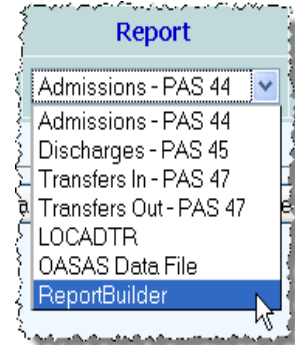 Report
Admissions - PAS 44
Admissions - PAS 44
Discharges - PAS 45
Transfers In - PAS 47
Transfers Out - PAS 47
LOCADTR
OASAS Data File
ReportBuilder